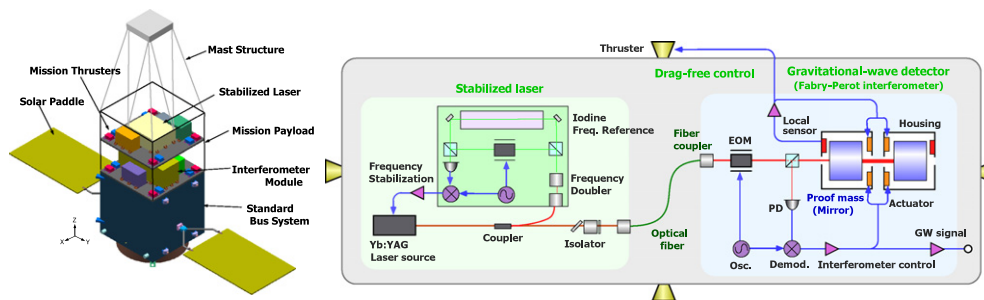 Mast Structure
Mission Thrusters
Stabilized Laser
Solar Paddle
Mission Payload
Interferometer
Module
Standard
Bus System
Z
X
Y
Thruster
Drag-free control
Gravitational-wave detector
(Fabry-Perot interferometer)
Stabilized laser
Iodine
Freq. Reference
Frequency
Stabilization
Frequency
Doubler
Yb:YAG
Laser source
Coupler
Isolator
Optical
fiber
Fiber
coupler
EOM
Local
sensor
Housing
Proof mass
(Mirror)
Actuator
PD
Osc.
Demod.
Interferometer control
GW signal